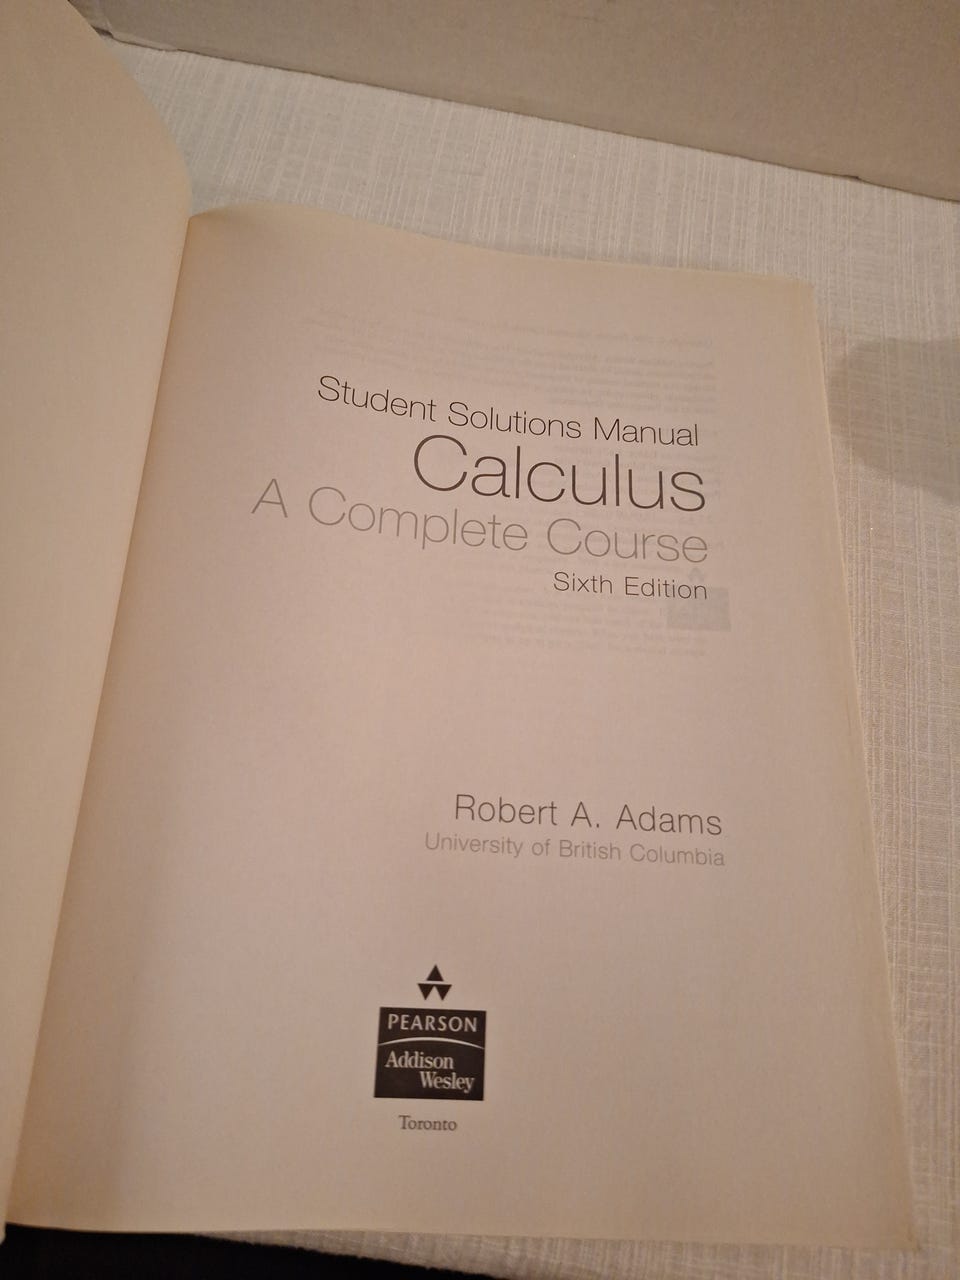 Student Solutions Manual
Calculus
A Complete Course
Sixth Edition
Robert A. Adams
University of British Columbia
PEARSON
Addison
Wesley
Toronto